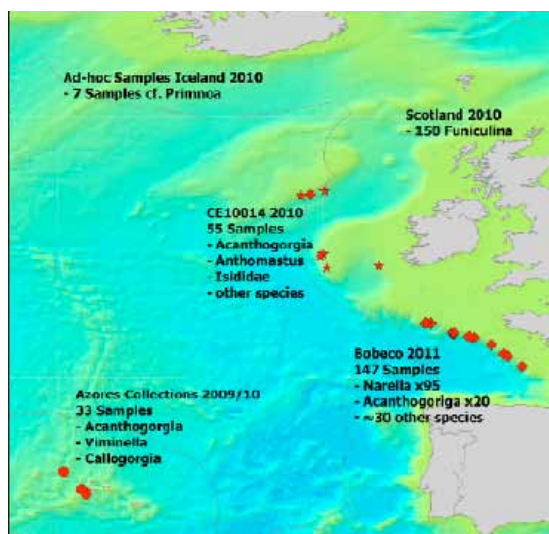 Ad-hoc Samples Iceland 2010
- 7 Samples cf. Primnoa
Scotland 2010
- 150 Funiculina
CE10014 2010
55 Samples
- Acanthogorgia
- Anthomastus
- Isididae
- other species
Bobeco 2011
147 Samples
- Narella x95
- Acanthogoriga x20
- ≈30 other species
Azores Collections 2009/10
33 Samples
- Acanthogorgia
- Viminella
- Callogorgia